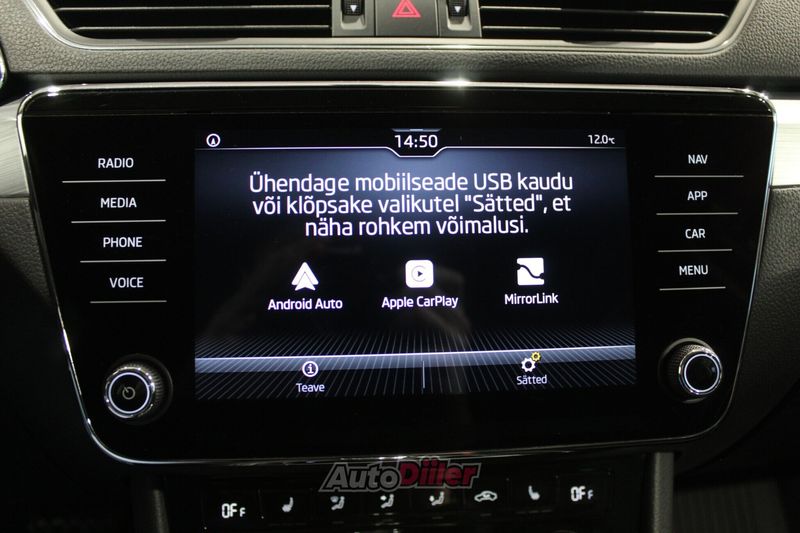 14:50
12.0°C
RADIO
MEDIA
PHONE
VOICE
Ühendage mobiilseade USB kaudu
või klõpsake valikutel "Sätted", et
näha rohkem võimalusi.
Android Auto
Apple CarPlay
MirrorLink
Teave
Sätted
NAV
APP
CAR
MENU
AutoDiiler
OFF
OFF